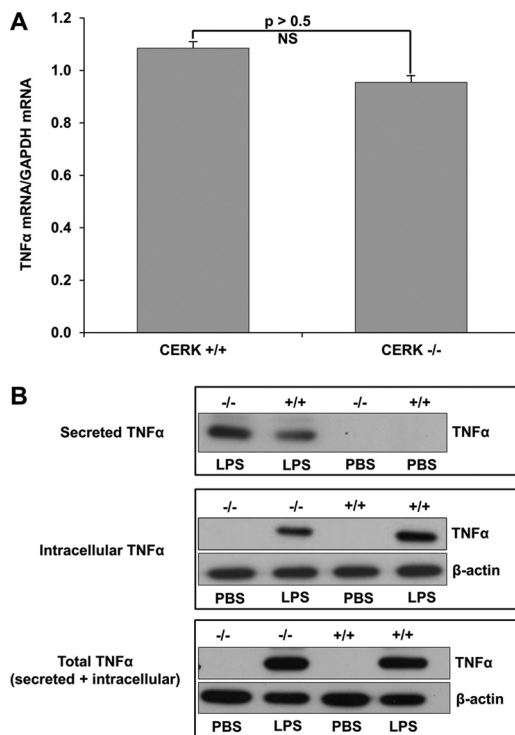 A
TNFα mRNA/GAPDH mRNA
1.2
1.0
0.8
0.6
0.4
0.2
0.0
p > 0.5
NS
CERK +/+
CERK -/-
B
-/- +/+ -/- +/+
Secreted TNFα TNFα
LPS LPS PBS PBS
-/- -/- +/+ +/+
TNFα
Intracellular TNFα
β-actin
PBS LPS PBS LPS
-/- -/- +/+ +/+
Total TNFα TNFα
(secreted + intracellular)
β-actin
PBS LPS PBS LPS